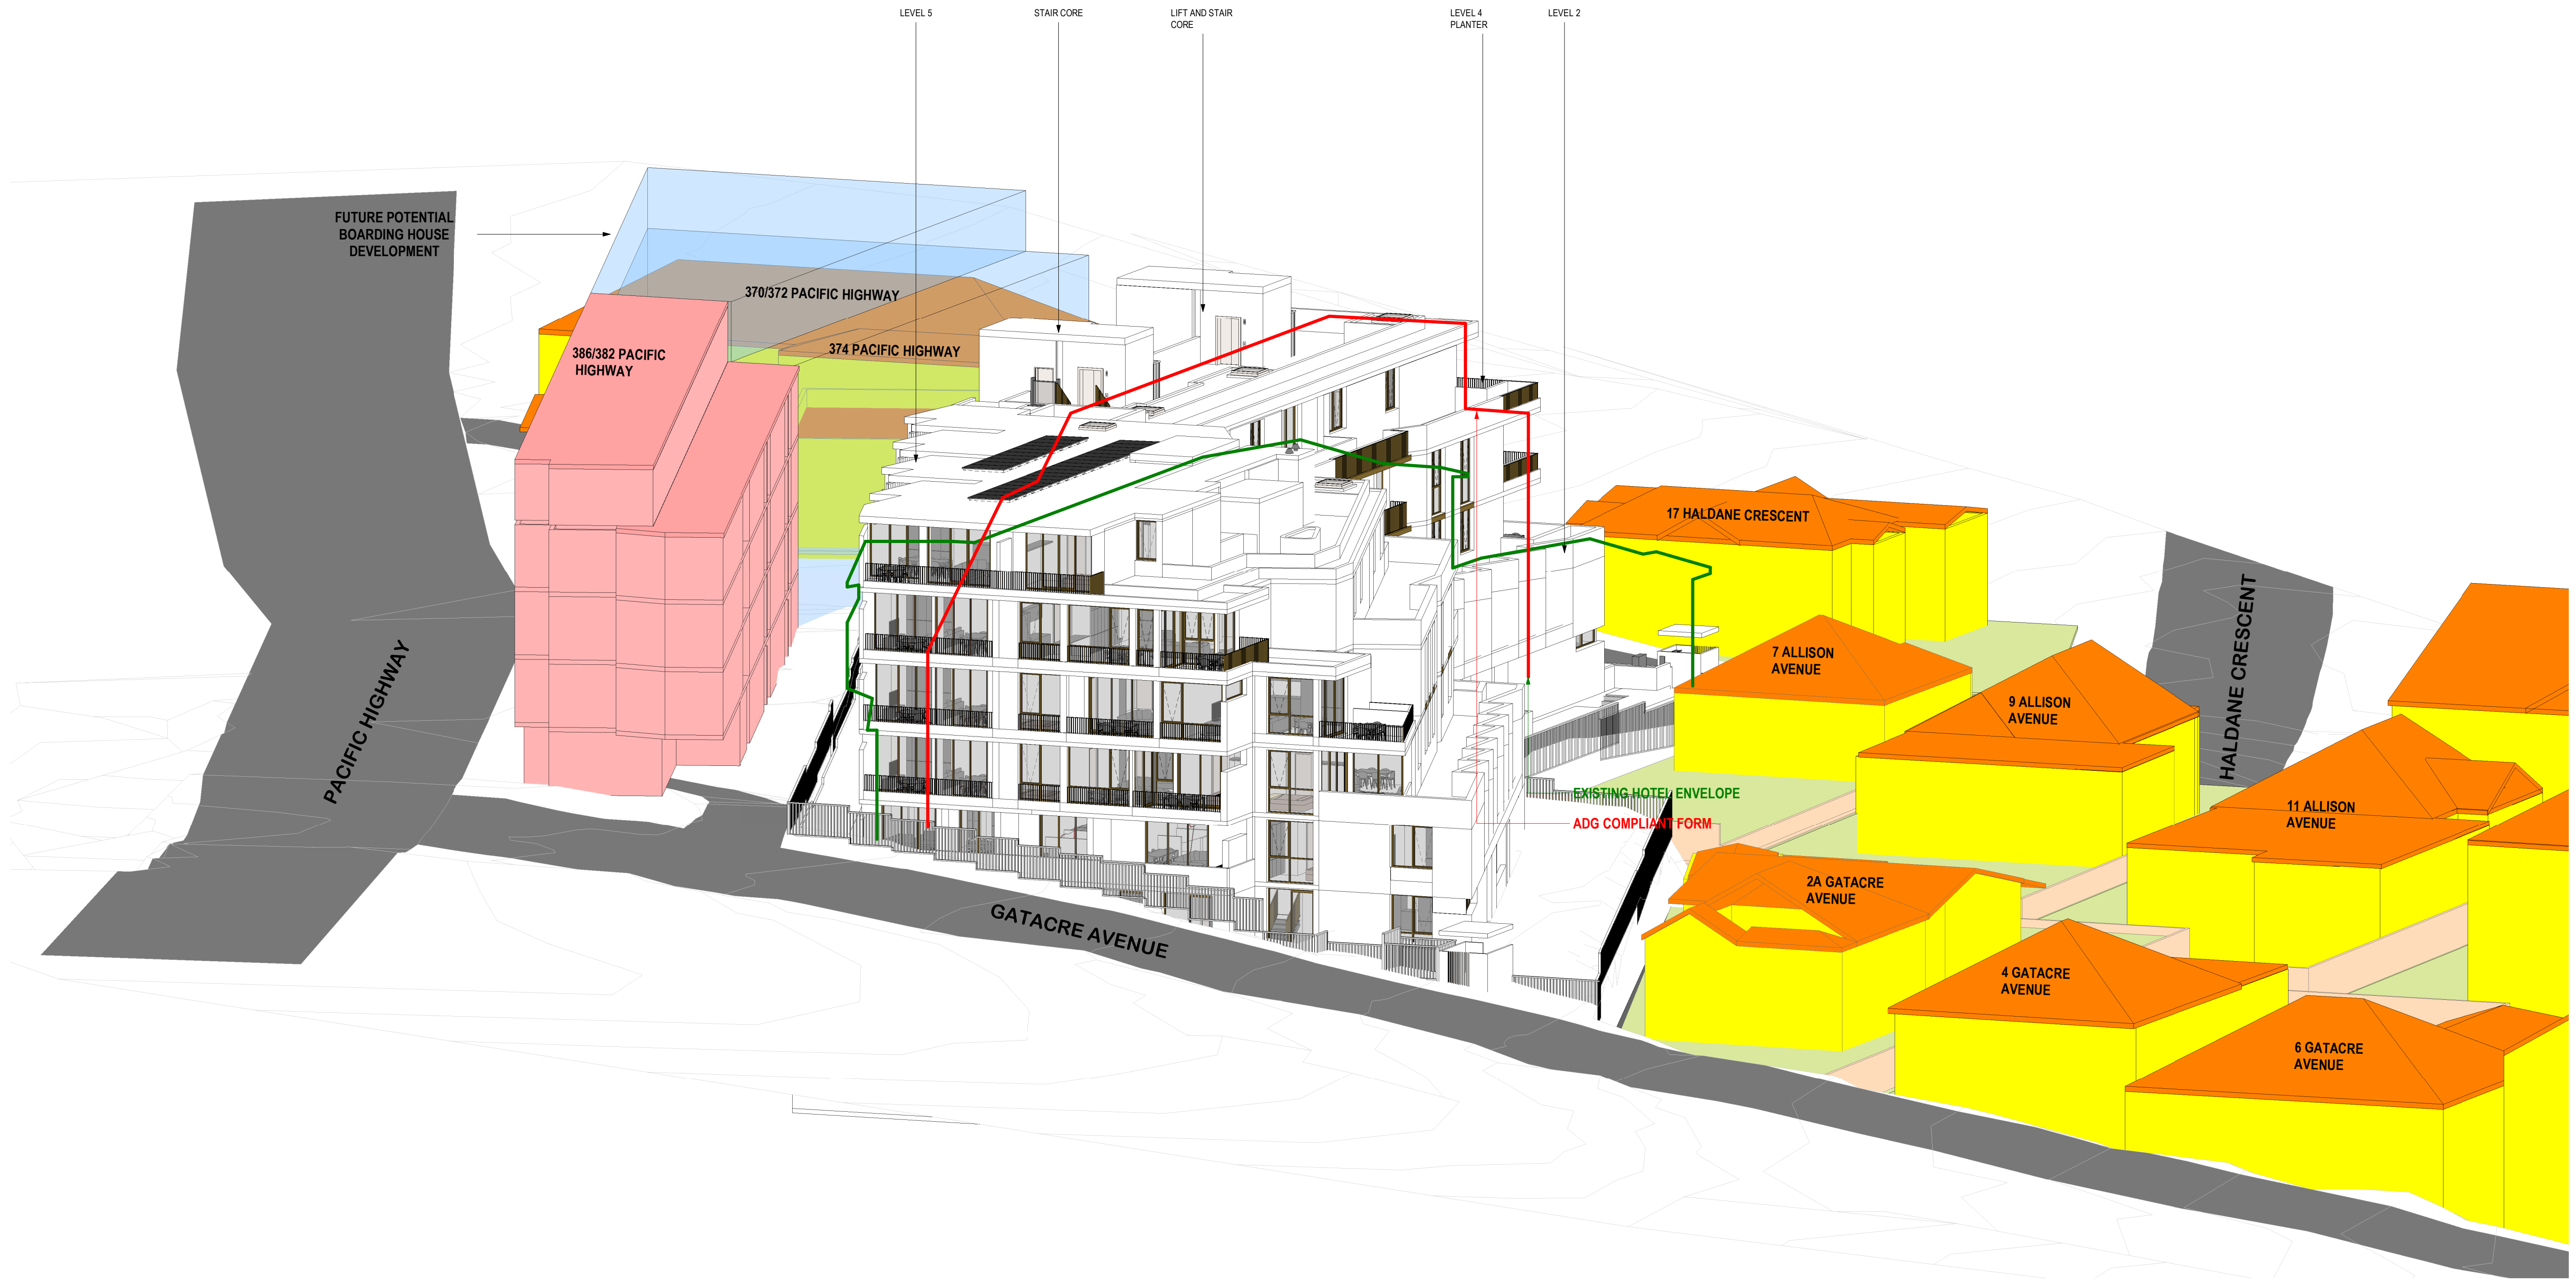 LEVEL 5
STAIR CORE
LIFT AND STAIR
CORE
LEVEL 4
PLANTER
LEVEL 2
FUTURE POTENTIAL
BOARDING HOUSE
DEVELOPMENT
370/372 PACIFIC HIGHWAY
374 PACIFIC HIGHWAY
386/382 PACIFIC
HIGHWAY
17 HALDANE CRESCENT
7 ALLISON
AVENUE
9 ALLISON
AVENUE
HALDANE CRESCENT
PACIFIC HIGHWAY
EXISTING HOTEL ENVELOPE
ADG COMPLIANT FORM
11 ALLISON
AVENUE
2A GATACRE
AVENUE
GATACRE AVENUE
4 GATACRE
AVENUE
6 GATACRE
AVENUE